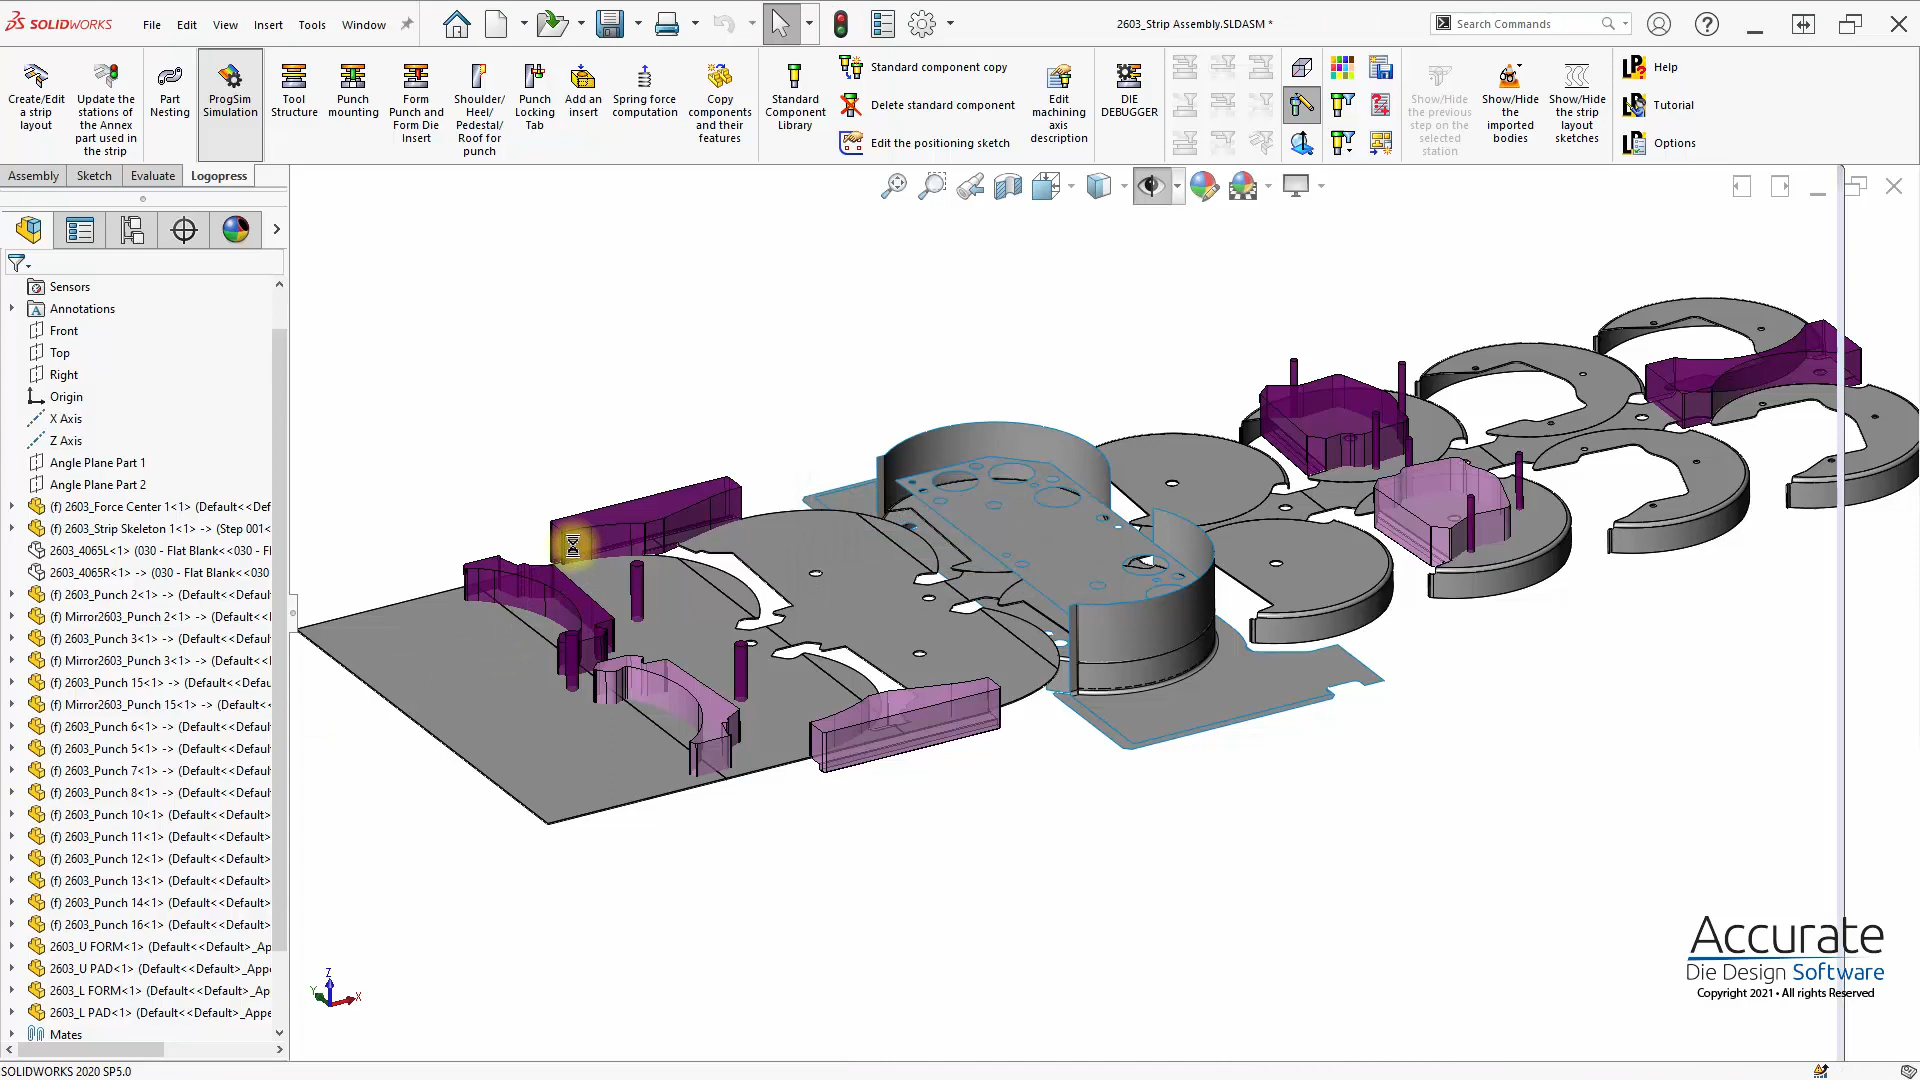 SOLIDWORKS
File
Edit
View
Insert
Tools
Window
2603_Strip Assembly.SLDASM *
Search Commands
Create/Edit
a strip
layout
Update the
stations of
the Annex
part used in
the strip
Part
Nesting
ProgSim
Simulation
Tool
Structure
Punch
mounting
Form
Punch and
Form Die
Insert
Shoulder/
Heel/
Pedestal/
Roof for
punch
Punch
Locking
Tab
Add an
insert
Spring force
computation
Copy
components
and their
features
Standard
Component
Library
Standard component copy
Delete standard component
Edit the positioning sketch
Edit
machining
axis
description
DIE
DEBUGGER
Show/Hide
the previous
step on the
selected
station
Show/Hide
the
imported
bodies
Show/Hide
the strip
layout
sketches
Help
Tutorial
Options
Assembly
Sketch
Evaluate
Logopress
Sensors
Annotations
Front
Top
Right
Origin
X Axis
Z Axis
Angle Plane Part 1
Angle Plane Part 2
(f) 2603_Force Center 1<1> (Default<<De
(f) 2603_Strip Skeleton 1<1> -> (Step 001<
2603_4065L<1> (030 - Flat Blank<<030 - Fl
2603_4065R<1> -> (030 - Flat Blank<<030
(f) 2603_Punch 2<1> -> (Default<<Defau
(f) Mirror2603_Punch 2<1> -> (Default<
(f) 2603_Punch 3<1> -> (Default<<Defau
(f) Mirror2603_Punch 3<1> -> (Default<
(f) 2603_Punch 15<1> -> (Default<<Defau
(f) Mirror2603_Punch 15<1> -> (Default<
(f) 2603_Punch 6<1> (Default<<Default>
(f) 2603_Punch 5<1> (Default<<Default>
(f) 2603_Punch 7<1> (Default<<Default>
(f) 2603_Punch 8<1> (Default<<Default>
(f) 2603_Punch 10<1> (Default<<Default>
(f) 2603_Punch 11<1> (Default<<Default>
(f) 2603_Punch 12<1> (Default<<Default>
(f) 2603_Punch 13<1> (Default<<Default>
(f) 2603_Punch 14<1> (Default<<Default>
(f) 2603_Punch 16<1> (Default<<Default>
2603_U FORM<1> (Default<<Default>_Ap
2603_U PAD<1> (Default<<Default>_Appe
2603_L FORM<1> (Default<<Default>_Ap
2603_L PAD<1> (Default<<Default>_Appe
Mates
Z
Y
X
Accurate
Die Design Software
Copyright 2021 • All rights Reserved
SOLIDWORKS 2020 SP5.0